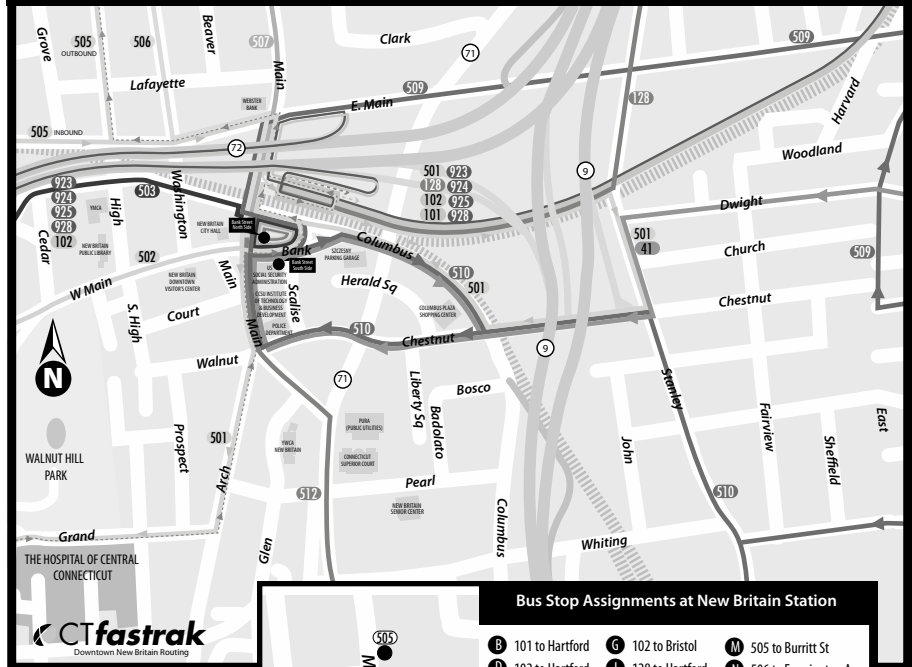 Grove
505
OUTBOUND
506
Beaver
507
Main
Clark
71
509
Lafayette
WEBSTER
BANK
E. Main
509
128
Harvard
505 INBOUND
72
Woodland
9
501 923
128 924
102 925
101 928
923
924
925
928
102
503
YMCA
High
Washington
NEW BRITAIN
CITY HALL
Bank Street
North Side
Dwight
Cedar
NEW BRITAIN
PUBLIC LIBRARY
502
Bank
Bank Street
South Side
SZCZESNY
PARKING GARAGE
Columbus
501
41
Church
509
W Main
NEW BRITAIN
DOWNTOWN
VISITOR'S CENTER
Main
US
SOCIAL SECURITY
ADMINISTRATION
CCSU INSTITUTE
OF TECHNOLOGY
& BUSINESS
DEVELOPMENT
POLICE
DEPARTMENT
Scalise
Herald Sq
510
501
COLUMBUS PLAZA
SHOPPING CENTER
Chestnut
S. High
Court
Main
510
Chestnut
9
N
Walnut
71
Liberty Sq
Bosco
Badolato
Stanley
WALNUT HILL
PARK
Prospect
501
Arch
YWCA
NEW BRITAIN
PURA
(PUBLIC UTILITIES)
CONNECTICUT
SUPERIOR COURT
John
Fairview
Sheffield
East
512
Pearl
NEW BRITAIN
SENIOR CENTER
510
Columbus
Grand
Glen
Whiting
THE HOSPITAL OF CENTRAL
CONNECTICUT
CTfastrak
Downtown New Britain Routing
505
M
Bus Stop Assignments at New Britain Station
B 101 to Hartford G 102 to Bristol M 505 to Burritt St